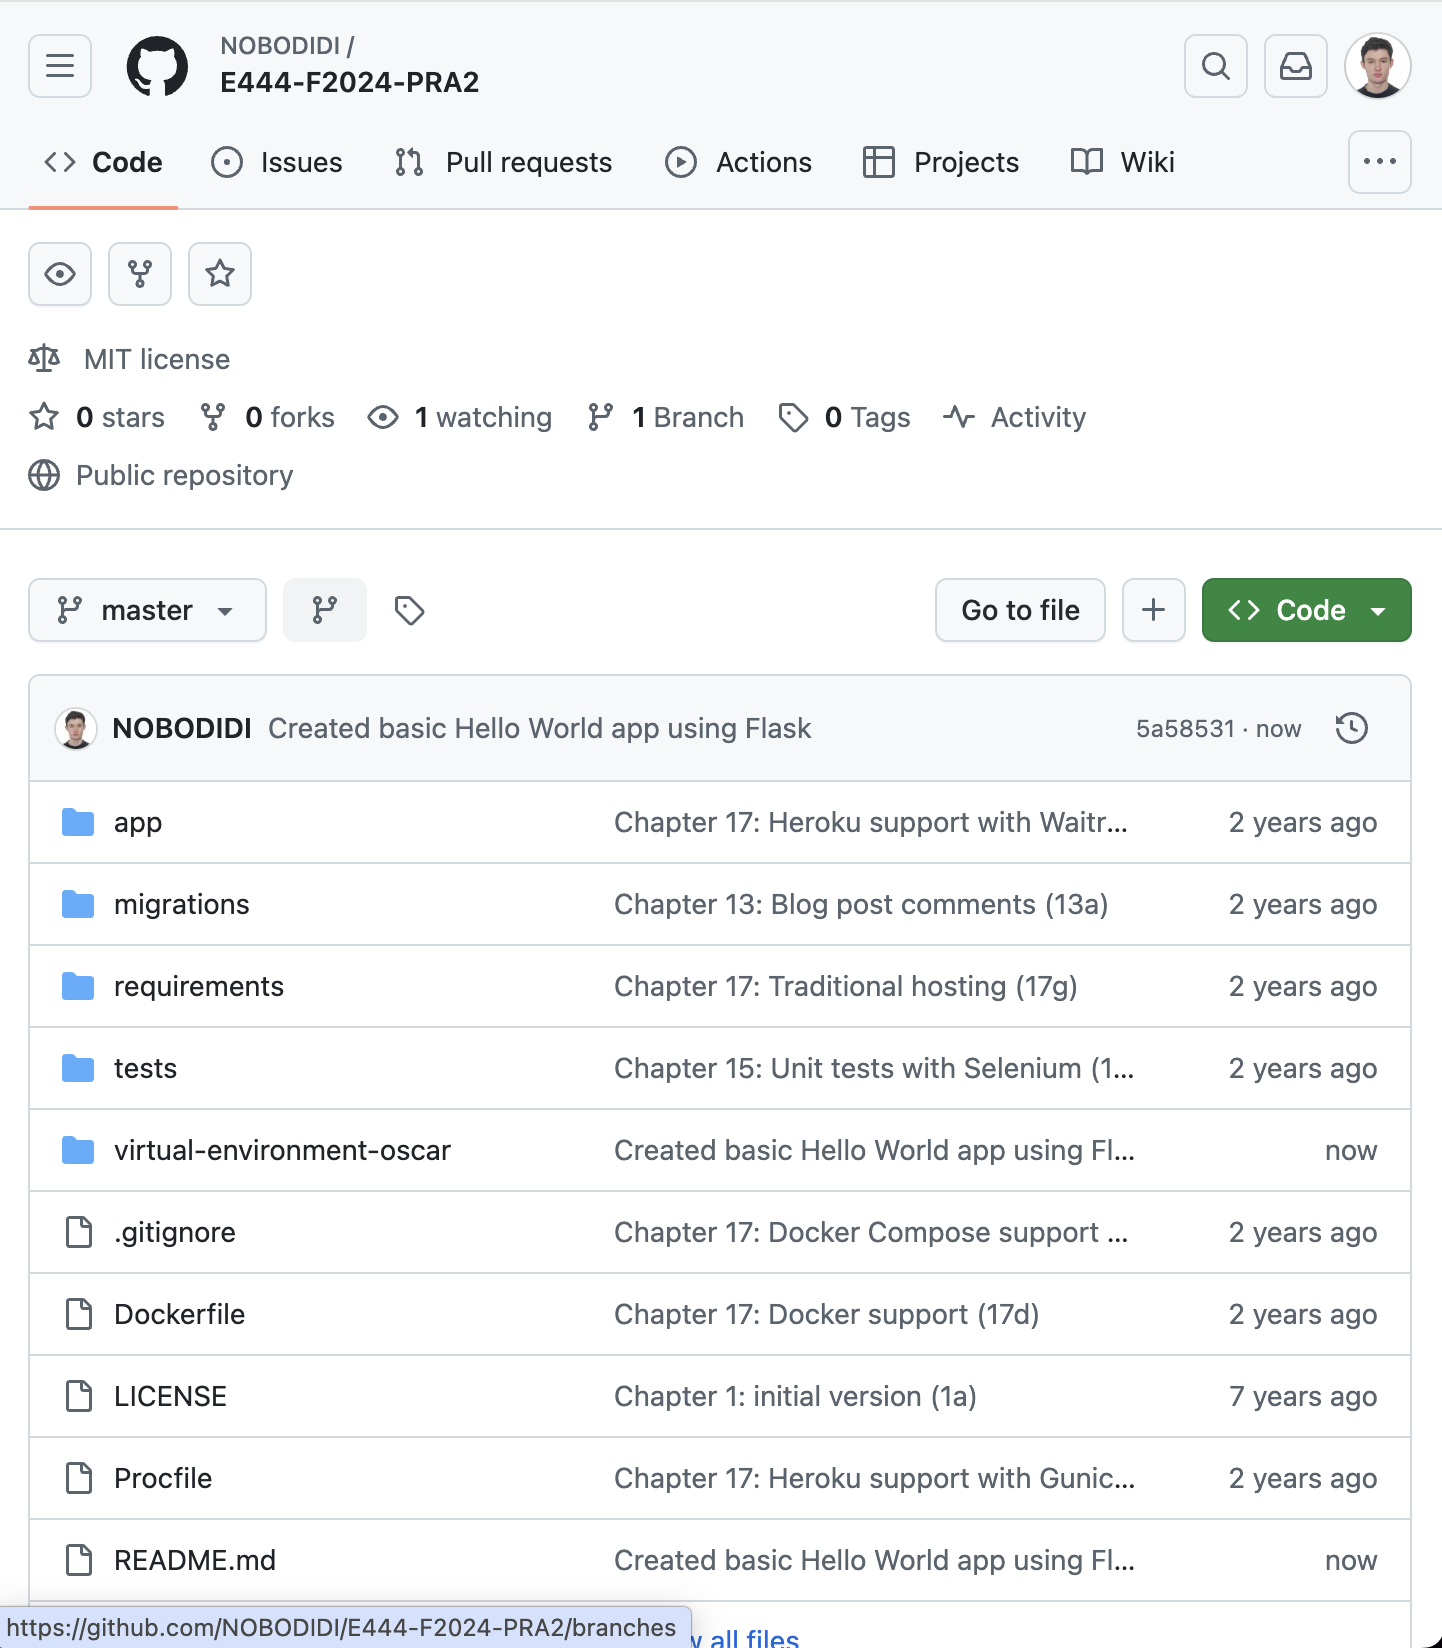 NOBODIDI /
E444-F2024-PRA2
Code Issues Pull requests Actions Projects Wiki
MIT license
0 stars 0 forks 1 watching 1 Branch 0 Tags Activity
Public repository
master Go to file Code
NOBODIDI Created basic Hello World app using Flask 5a58531 · now
app Chapter 17: Heroku support with Waitr... 2 years ago
migrations Chapter 13: Blog post comments (13a) 2 years ago
requirements Chapter 17: Traditional hosting (17g) 2 years ago
tests Chapter 15: Unit tests with Selenium (1... 2 years ago
virtual-environment-oscar Created basic Hello World app using Fl... now
.gitignore Chapter 17: Docker Compose support ... 2 years ago
Dockerfile Chapter 17: Docker support (17d) 2 years ago
LICENSE Chapter 1: initial version (1a) 7 years ago
Procfile Chapter 17: Heroku support with Gunic... 2 years ago
README.md Created basic Hello World app using Fl... now
https://github.com/NOBODIDI/E444-F2024-PRA2/branches all files